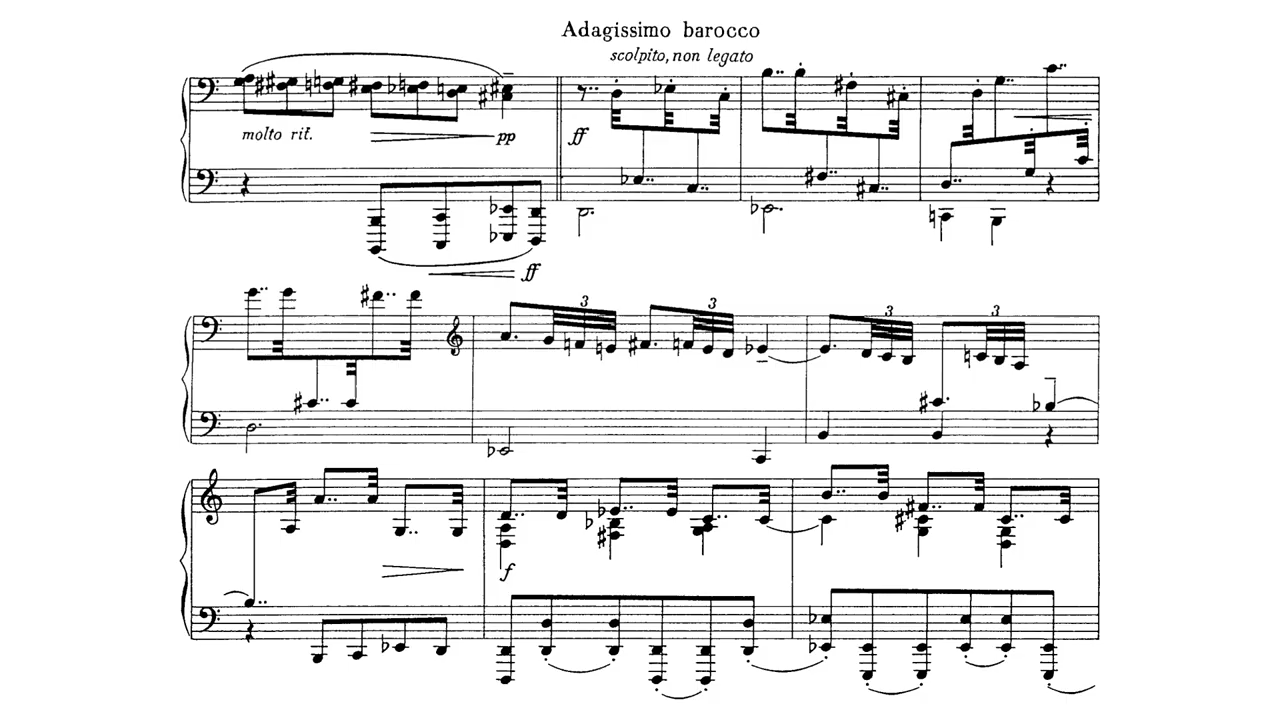 Adagissimo barocco
scolpito, non legato
molto rit.
pp
ff
ff
3
3
3
3
f